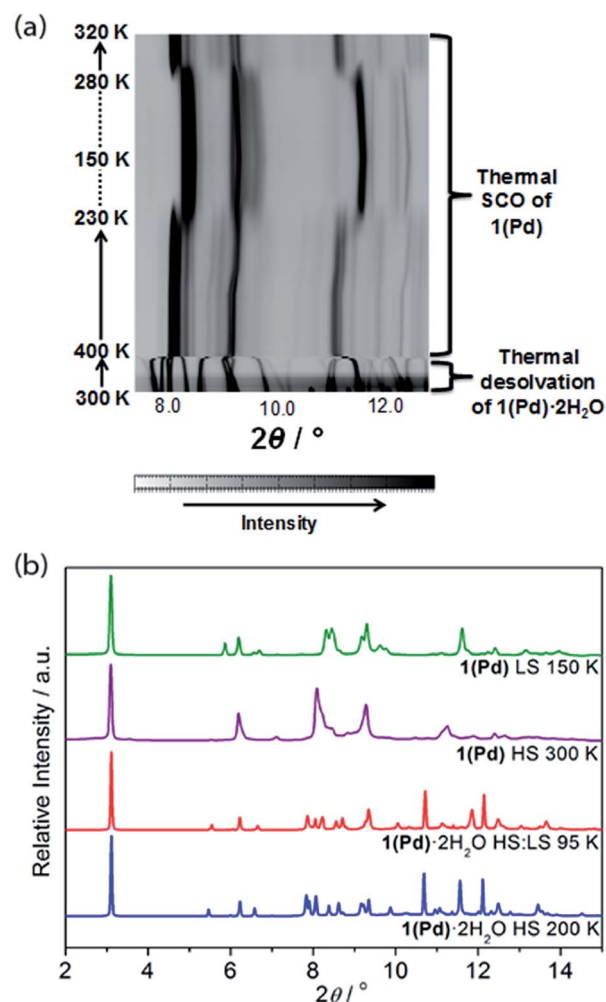 (a)
320 K
280 K
150 K
230 K
400 K
300 K
Thermal
SCO of
1(Pd)
Thermal
desolvation
of 1(Pd)·2H₂O
8.0 10.0 12.0
2θ / °
Intensity
(b)
Relative Intensity / a.u.
1(Pd) LS 150 K
1(Pd) HS 300 K
1(Pd)·2H₂O HS:LS 95 K
1(Pd)·2H₂O HS 200 K
2 4 6 8 10 12 14
2θ / °